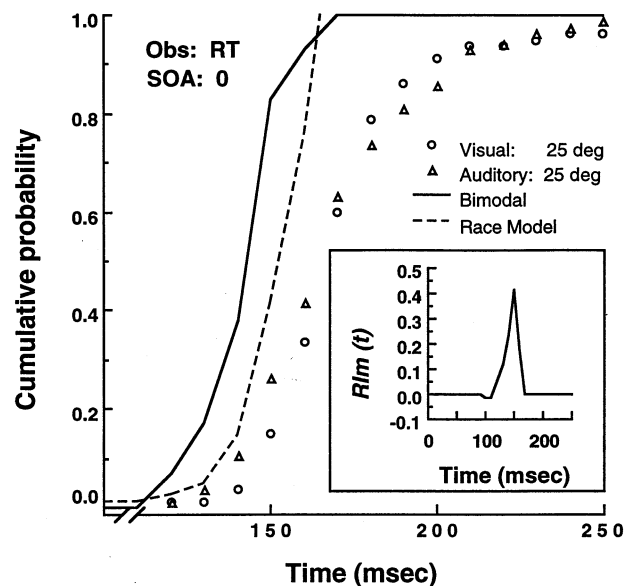 1.0
0.8
0.6
0.4
0.2
0.0
Cumulative probability
Obs: RT
SOA: 0
Visual: 25 deg
Auditory: 25 deg
Bimodal
Race Model
0.5
0.4
0.3
0.2
0.1
0.0
-0.1
RIm (t)
0 100 200
Time (msec)
150 200 250
Time (msec)